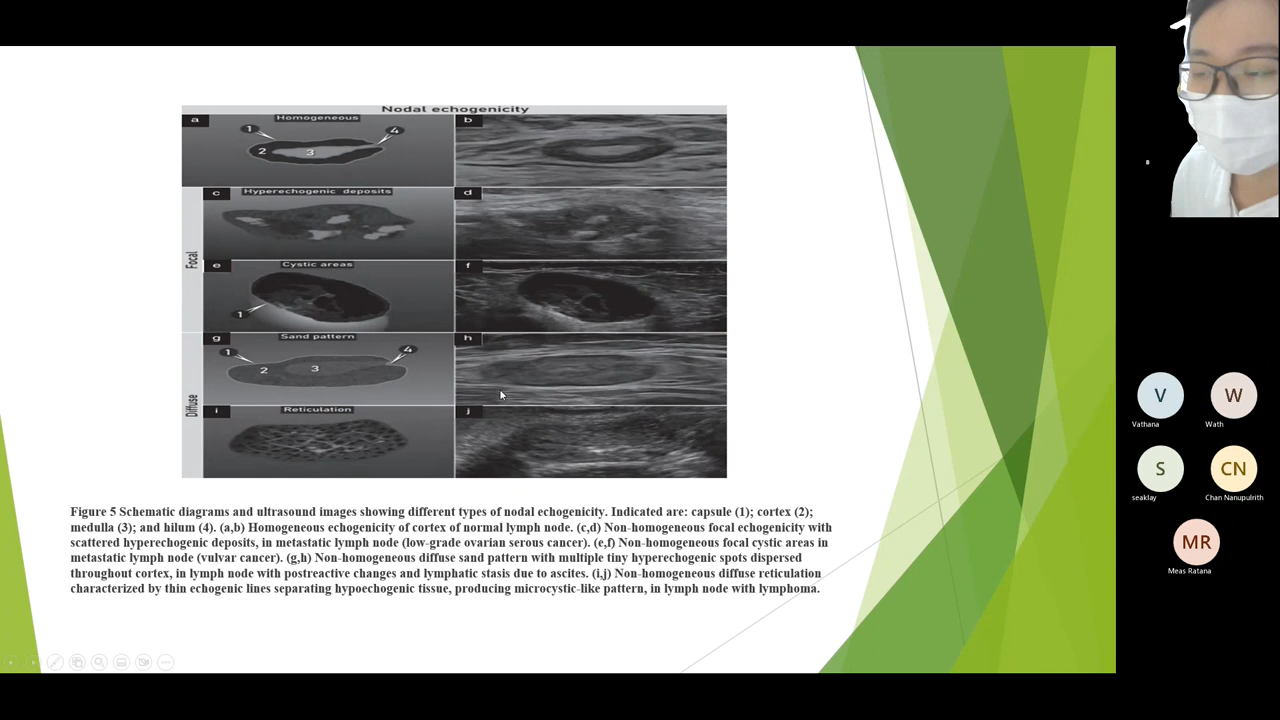 Nodal echogenicity
a
Homogeneous
b
1
4
2
3
c
Hyperechogenic deposits
d
Focal
e
Cystic areas
f
1
g
Sand pattern
h
1
4
2
3
Diffuse
i
Reticulation
j
Figure 5 Schematic diagrams and ultrasound images showing different types of nodal echogenicity. Indicated are: capsule (1); cortex (2);
medulla (3); and hilum (4). (a,b) Homogeneous echogenicity of cortex of normal lymph node. (c,d) Non-homogeneous focal echogenicity with
scattered hyperechogenic deposits, in metastatic lymph node (low-grade ovarian serous cancer). (e,f) Non-homogeneous focal cystic areas in
metastatic lymph node (vulvar cancer). (g,h) Non-homogeneous diffuse sand pattern with multiple tiny hyperechogenic spots dispersed
throughout cortex, in lymph node with postreactive changes and lymphatic stasis due to ascites. (i,j) Non-homogeneous diffuse reticulation
characterized by thin echogenic lines separating hypoechogenic tissue, producing microcystic-like pattern, in lymph node with lymphoma.
V
Vathana
W
Wath
S
seaklay
CN
Chan Nanupulrith
MR
Meas Ratana